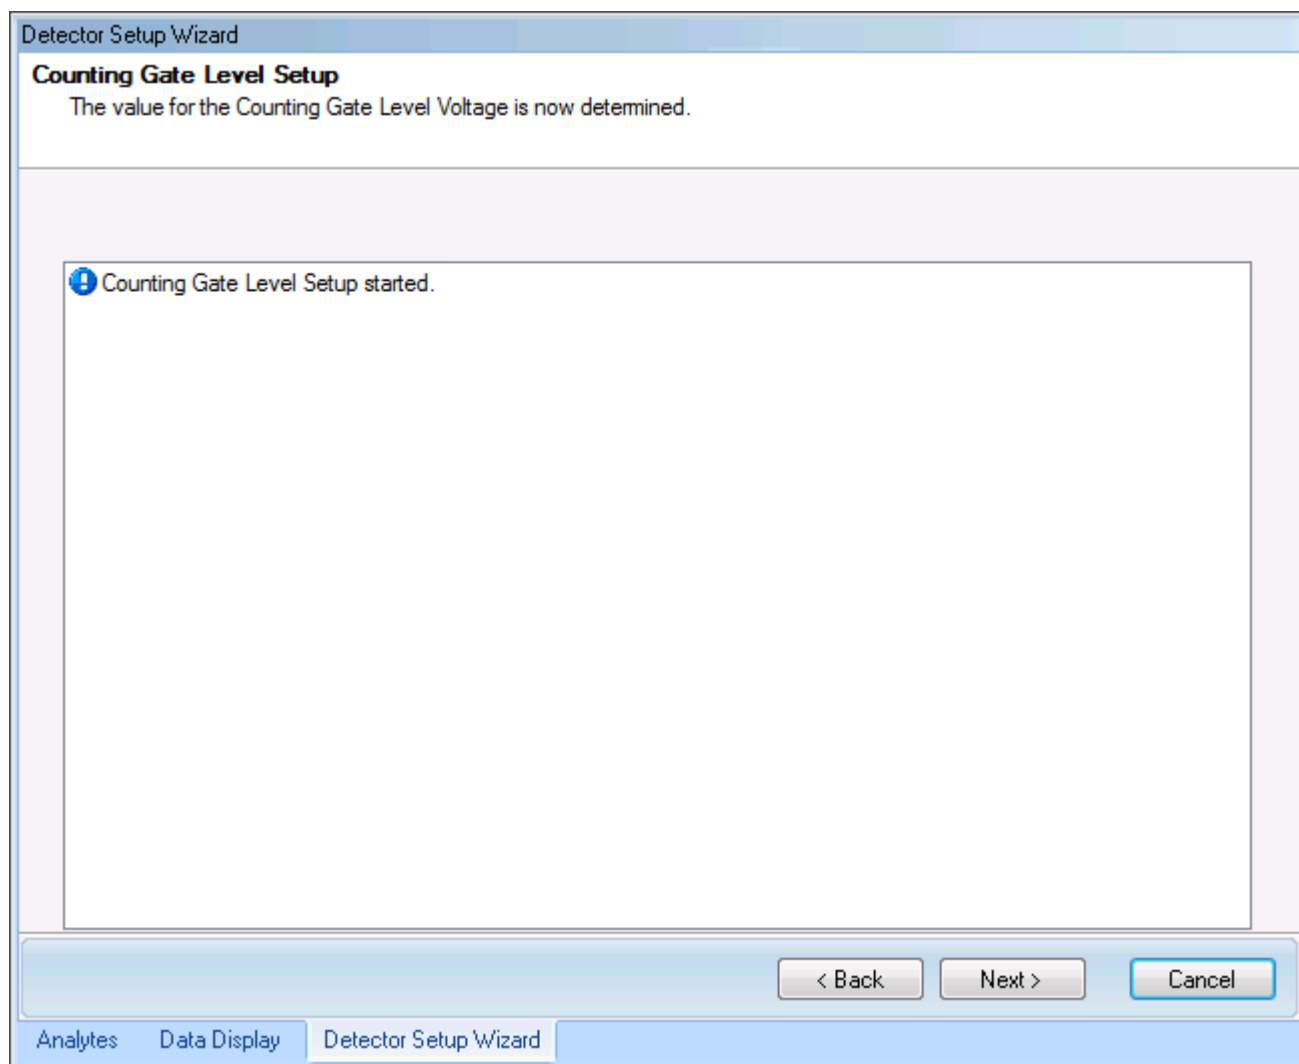 Detector Setup Wizard
Counting Gate Level Setup
The value for the Counting Gate Level Voltage is now determined.
Counting Gate Level Setup started.
< Back
Next >
Cancel
Analytes
Data Display
Detector Setup Wizard